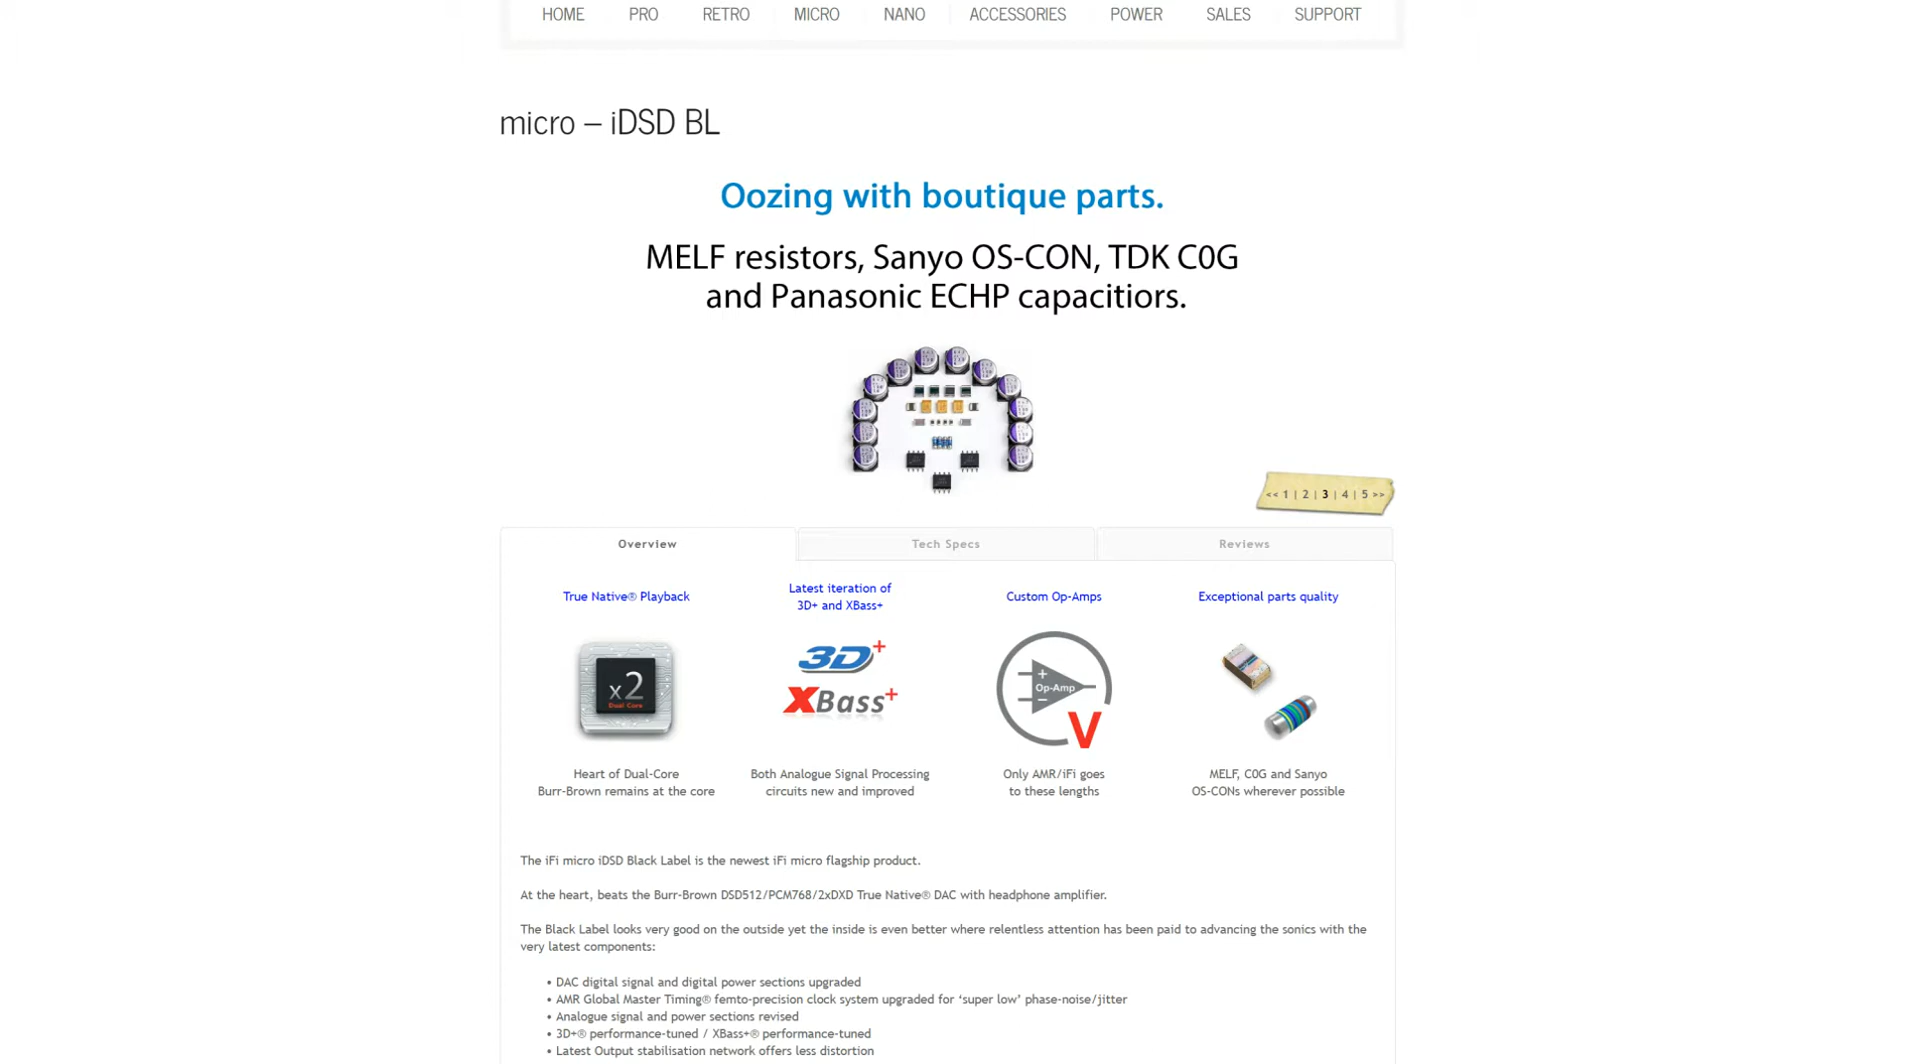 HOME PRO RETRO MICRO NANO ACCESSORIES POWER SALES SUPPORT
micro – iDSD BL
Oozing with boutique parts.
MELF resistors, Sanyo OS-CON, TDK C0G
and Panasonic ECHP capacitiors.
<< 1 | 2 | 3 | 4 | 5 >>
Overview Tech Specs Reviews
True Native® Playback
Latest iteration of
3D+ and XBass+
Custom Op-Amps
Exceptional parts quality
x2
Dual Core
3D+
XBass+
Op-Amp
V
Heart of Dual-Core
Burr-Brown remains at the core
Both Analogue Signal Processing
circuits new and improved
Only AMR/iFi goes
to these lengths
MELF, C0G and Sanyo
OS-CONs wherever possible
The iFi micro iDSD Black Label is the newest iFi micro flagship product.
At the heart, beats the Burr-Brown DSD512/PCM768/2xDXD True Native® DAC with headphone amplifier.
The Black Label looks very good on the outside yet the inside is even better where relentless attention has been paid to advancing the sonics with the
very latest components:
• DAC digital signal and digital power sections upgraded
• AMR Global Master Timing® femto-precision clock system upgraded for ‘super low’ phase-noise/jitter
• Analogue signal and power sections revised
• 3D+® performance-tuned / XBass+® performance-tuned
• Latest Output stabilisation network offers less distortion